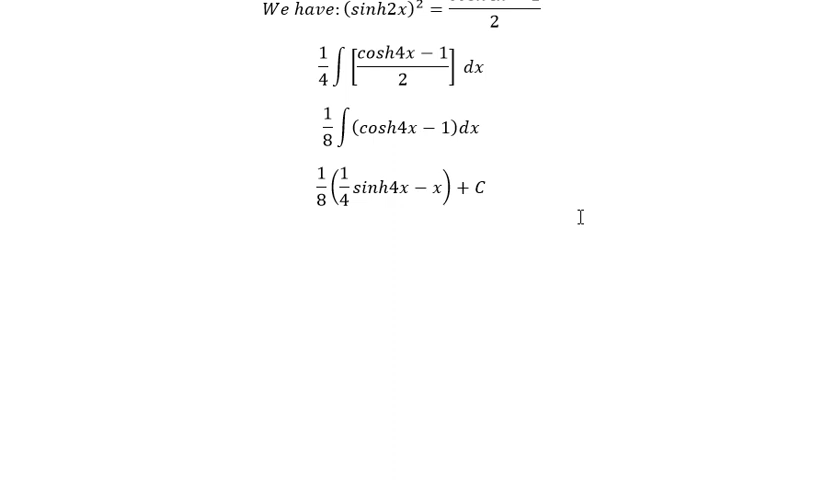 We have: (sinh2x)² = ―/2
1/4 ∫ [(cosh4x − 1)/2] dx
1/8 ∫ (cosh4x − 1)dx
1/8 (1/4 sinh4x − x) + C